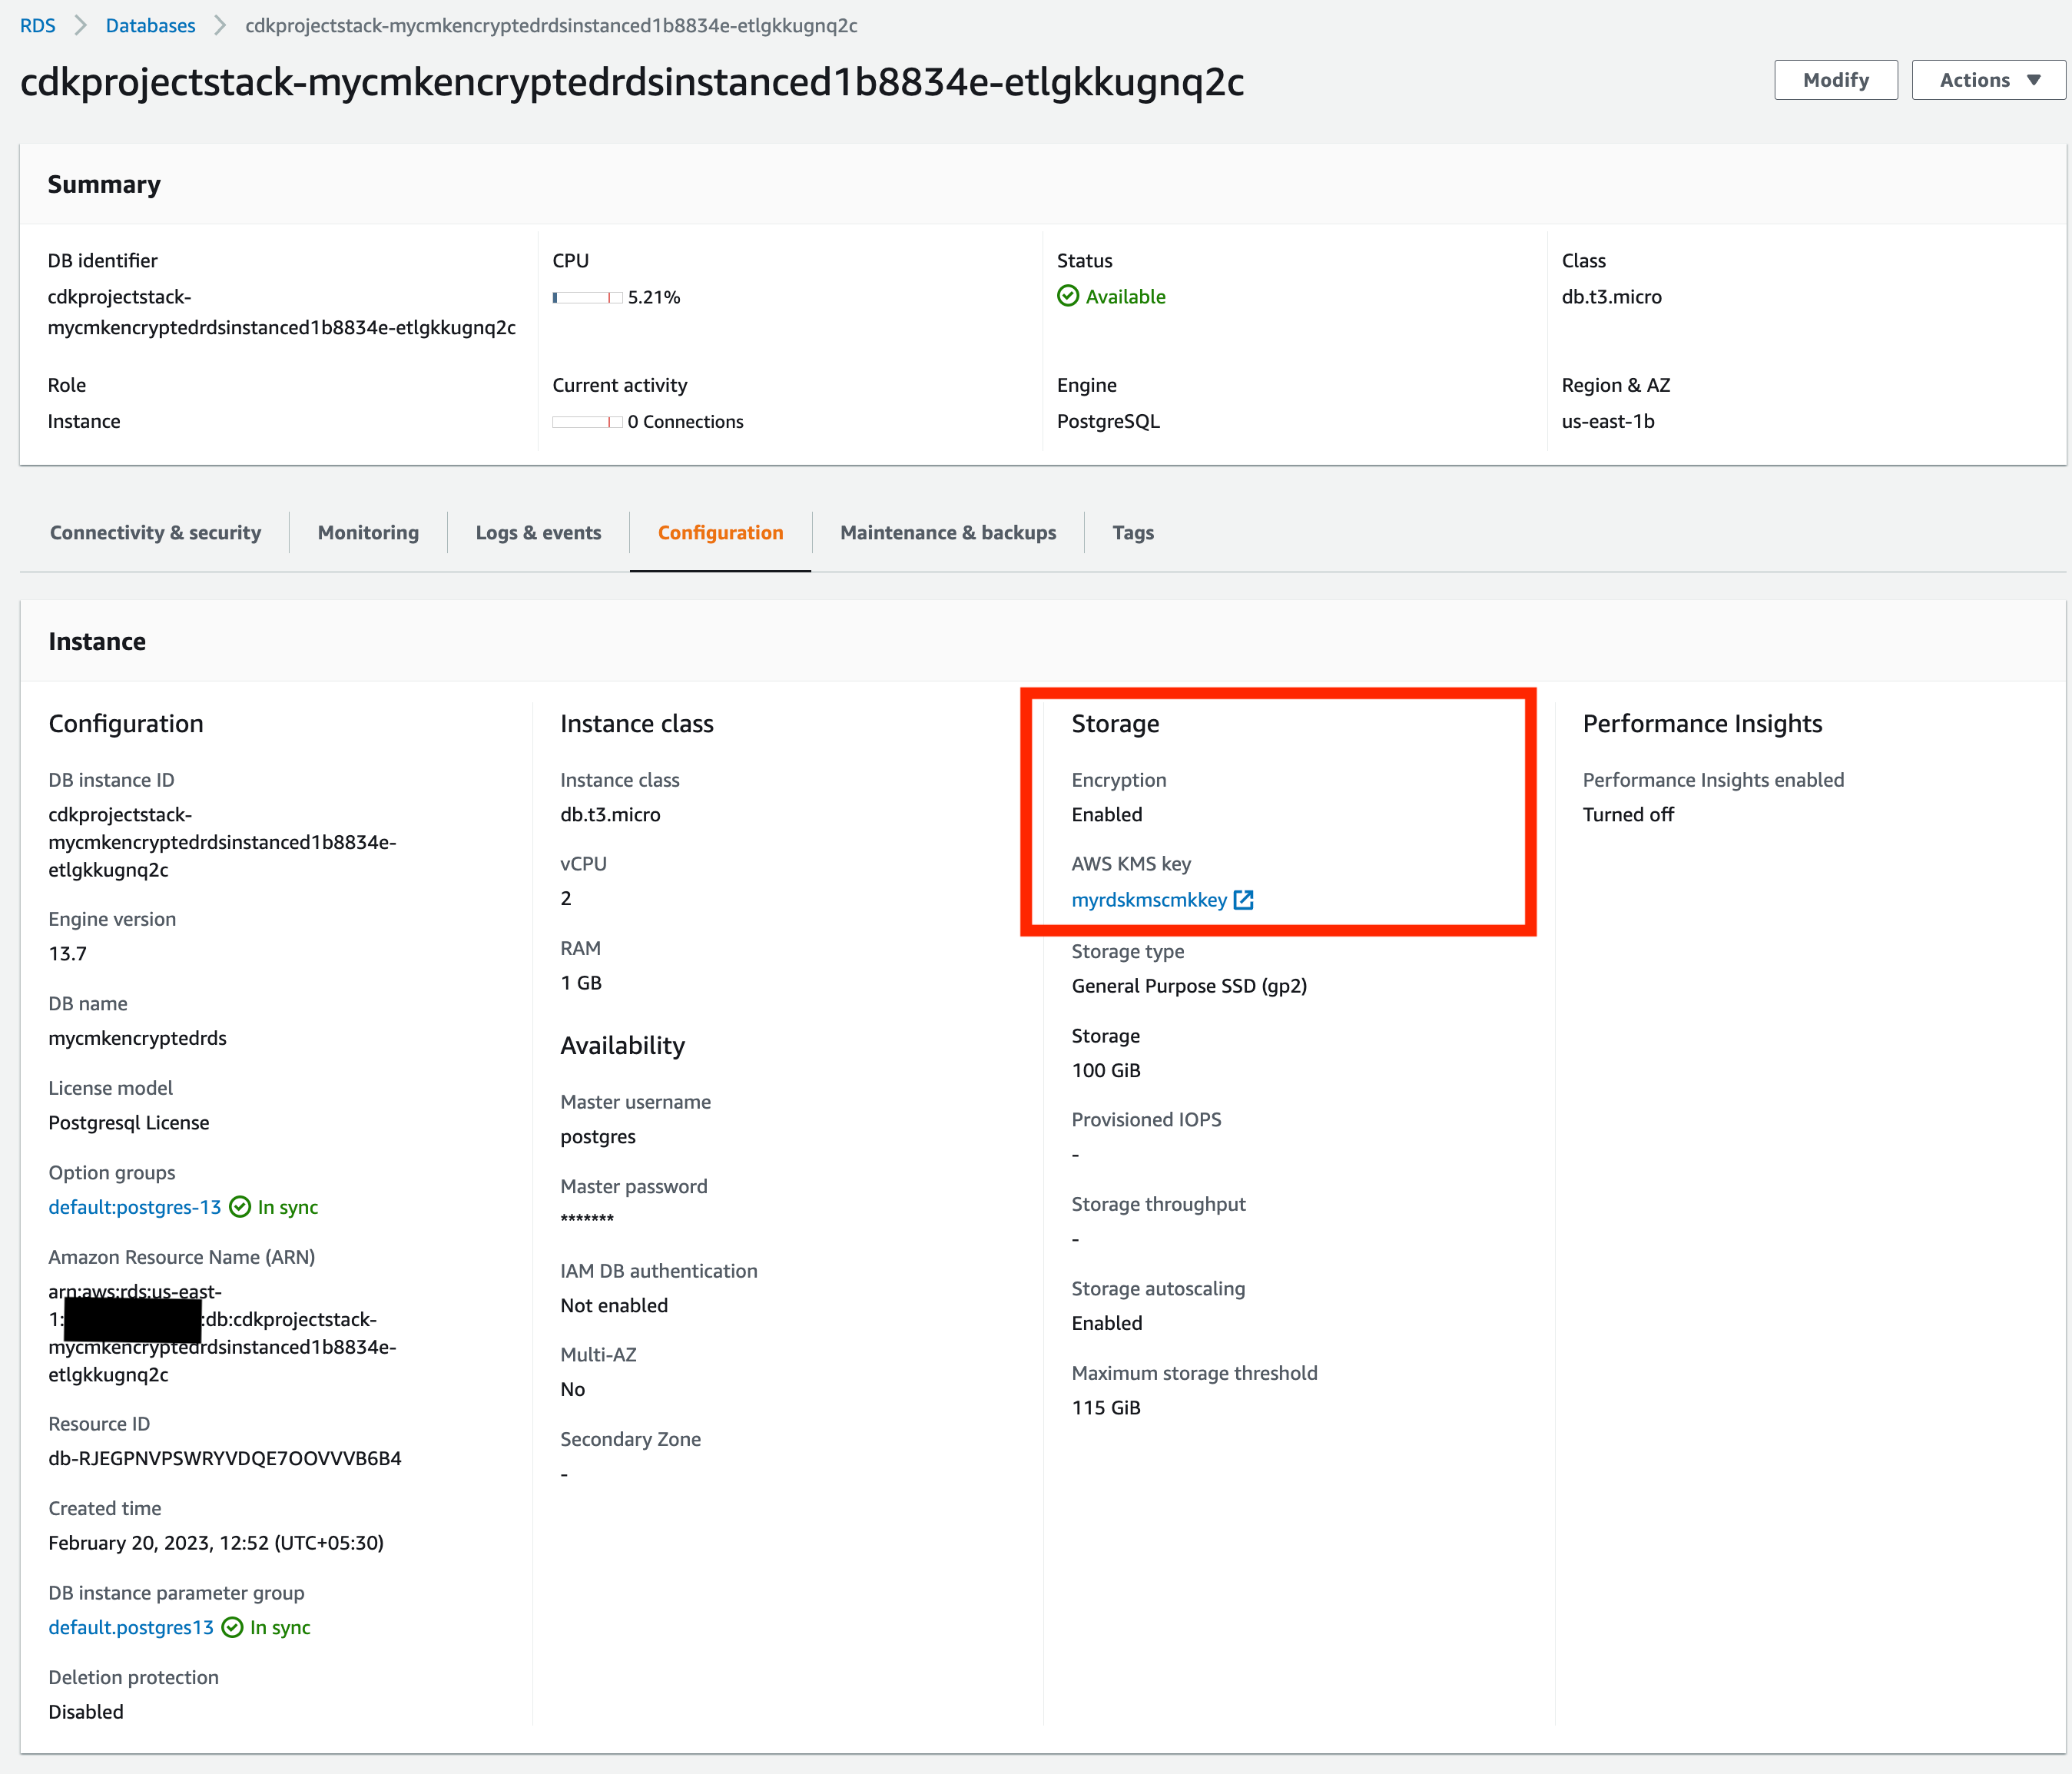 RDS > Databases > cdkprojectstack-mycmkencryptedrdsinstanced1b8834e-etlgkkugnq2c
cdkprojectstack-mycmkencryptedrdsinstanced1b8834e-etlgkkugnq2c
Modify
Actions
Summary
DB identifier
cdkprojectstack-
mycmkencryptedrdsinstanced1b8834e-etlgkkugnq2c
CPU
5.21%
Status
Available
Class
db.t3.micro
Role
Instance
Current activity
0 Connections
Engine
PostgreSQL
Region & AZ
us-east-1b
Connectivity & security
Monitoring
Logs & events
Configuration
Maintenance & backups
Tags
Instance
Configuration
DB instance ID
cdkprojectstack-
mycmkencryptedrdsinstanced1b8834e-
etlgkkugnq2c
Engine version
13.7
DB name
mycmkencryptedrds
License model
Postgresql License
Option groups
default:postgres-13 In sync
Amazon Resource Name (ARN)
arn:aws:rds:us-east-
1: :db:cdkprojectstack-
mycmkencryptedrdsinstanced1b8834e-
etlgkkugnq2c
Resource ID
db-RJEGPNVPSWRYVDQE7OOVVVB6B4
Created time
February 20, 2023, 12:52 (UTC+05:30)
DB instance parameter group
default.postgres13 In sync
Deletion protection
Disabled
Instance class
Instance class
db.t3.micro
vCPU
2
RAM
1 GB
Availability
Master username
postgres
Master password
*******
IAM DB authentication
Not enabled
Multi-AZ
No
Secondary Zone
-
Storage
Encryption
Enabled
AWS KMS key
myrdskmscmkkey
Storage type
General Purpose SSD (gp2)
Storage
100 GiB
Provisioned IOPS
-
Storage throughput
-
Storage autoscaling
Enabled
Maximum storage threshold
115 GiB
Performance Insights
Performance Insights enabled
Turned off